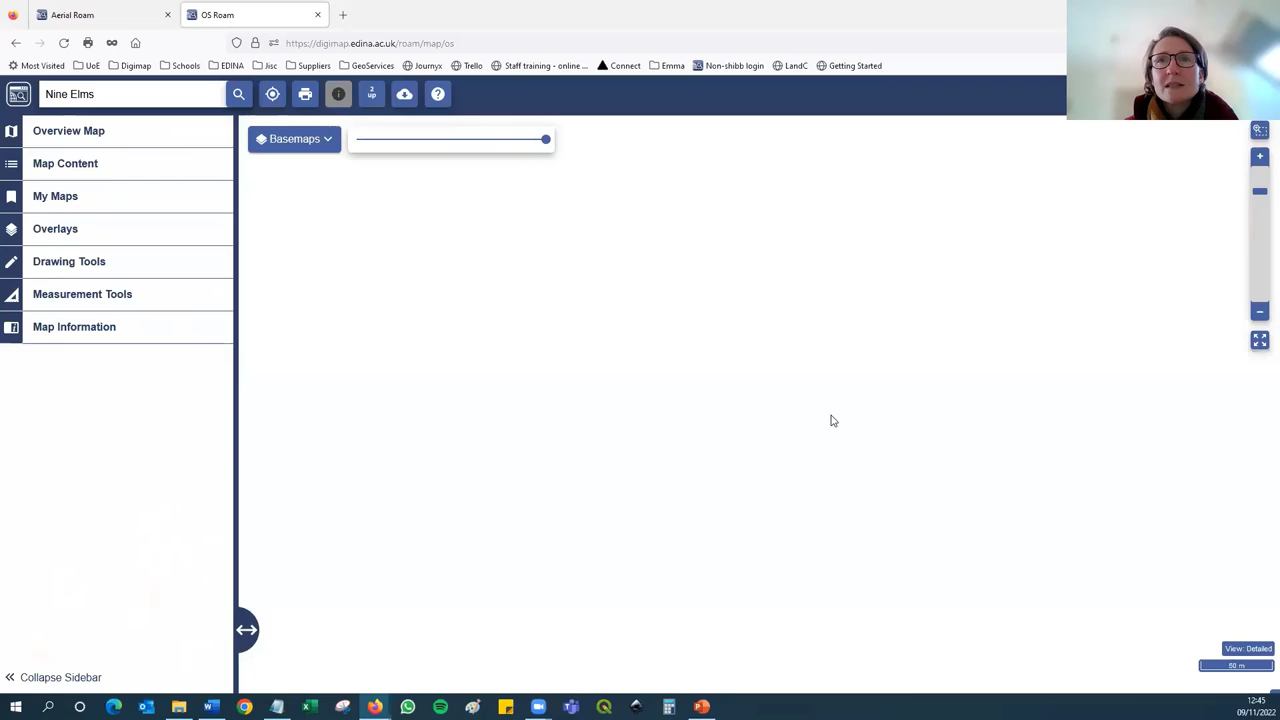 Aerial Roam
OS Roam
https://digimap.edina.ac.uk/roam/map/os
Most Visited
UoE
Digimap
Schools
EDINA
Jisc
Suppliers
GeoServices
Journyx
Trello
Staff training - online ...
Connect
Emma
Non-shibb login
LandC
Getting Started
Nine Elms
2 up
Overview Map
Basemaps
Map Content
My Maps
Overlays
Drawing Tools
Measurement Tools
Map Information
View: Detailed
50 m
Collapse Sidebar
12:45
09/11/2022